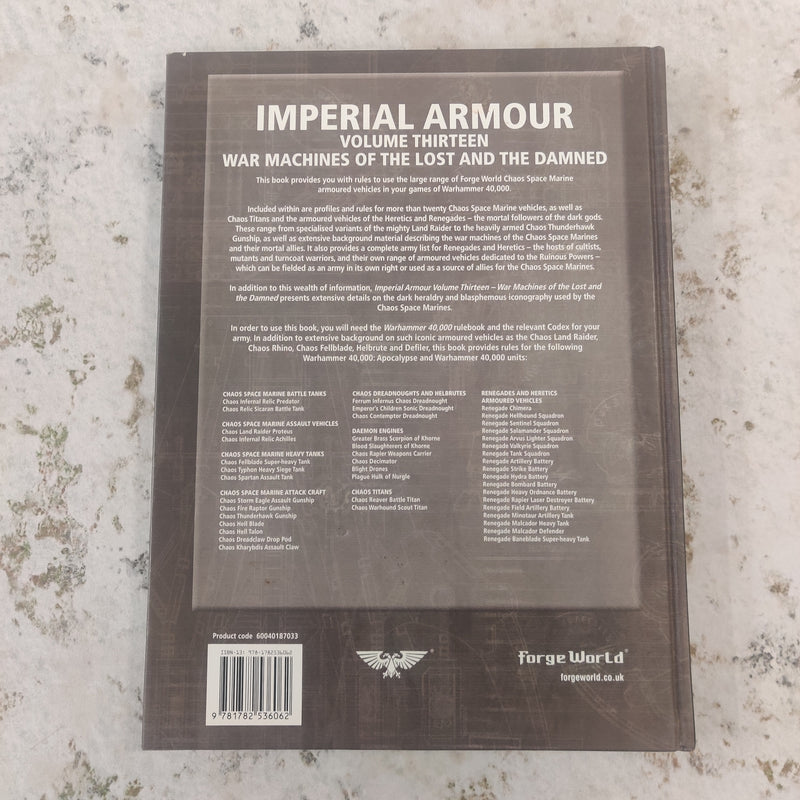 IMPERIAL ARMOUR
VOLUME THIRTEEN
WAR MACHINES OF THE LOST AND THE DAMNED
This book provides you with rules to use the large range of Forge World Chaos Space Marine
armoured vehicles in your games of Warhammer 40,000.
Included within are profiles and rules for more than twenty Chaos Space Marine vehicles, as well as
Chaos Titans and the armoured vehicles of the Heretics and Renegades – the mortal followers of the dark gods.
These range from specialised variants of the mighty Land Raider to the heavily armed Chaos Thunderhawk
Gunship, as well as extensive background material describing the war machines of the Chaos Space Marines
and their mortal allies. It also provides a complete army list for Renegades and Heretics – the hosts of cultists,
mutants and turncoat warriors, and their own range of armoured vehicles dedicated to the Ruinous Powers –
which can be fielded as an army in its own right or used as a source of allies for the Chaos Space Marines.
In addition to this wealth of information, Imperial Armour Volume Thirteen – War Machines of the Lost and
the Damned presents extensive details on the dark heraldry and blasphemous iconography used by the
Chaos Space Marines.
In order to use this book, you will need the Warhammer 40,000 rulebook and the relevant Codex for your
army. In addition to extensive background on such iconic armoured vehicles as the Chaos Land Raider,
Chaos Rhino, Chaos Fellblade, Helbrute and Defiler, this book provides rules for the following
Warhammer 40,000: Apocalypse and Warhammer 40,000 units:
CHAOS SPACE MARINE BATTLE TANKS
Chaos Infernal Relic Predator
Chaos Relic Sicaran Battle Tank
CHAOS SPACE MARINE ASSAULT VEHICLES
Chaos Land Raider Proteus
Chaos Infernal Relic Achilles
CHAOS SPACE MARINE HEAVY TANKS
Chaos Fellblade Super-heavy Tank
Chaos Typhon Heavy Siege Tank
Chaos Spartan Assault Tank
CHAOS SPACE MARINE ATTACK CRAFT
Chaos Storm Eagle Assault Gunship
Chaos Fire Raptor Gunship
Chaos Thunderhawk Gunship
Chaos Hell Blade
Chaos Hell Talon
Chaos Dreadclaw Drop Pod
Chaos Kharybdis Assault Claw
CHAOS DREADNOUGHTS AND HELBRUTES
Ferrum Infernus Chaos Dreadnought
Emperor's Children Sonic Dreadnought
Chaos Contemptor Dreadnought
DAEMON ENGINES
Greater Brass Scorpion of Khorne
Blood Slaughterers of Khorne
Chaos Rapier Weapons Carrier
Chaos Decimator
Blight Drones
Plague Hulk of Nurgle
CHAOS TITANS
Chaos Reaver Battle Titan
Chaos Warhound Scout Titan
RENEGADES AND HERETICS
ARMOURED VEHICLES
Renegade Chimera
Renegade Hellhound Squadron
Renegade Sentinel Squadron
Renegade Salamander Squadron
Renegade Arvus Lighter Squadron
Renegade Valkyrie Squadron
Renegade Tank Squadron
Renegade Artillery Battery
Renegade Strike Battery
Renegade Hydra Battery
Renegade Bombard Battery
Renegade Heavy Ordnance Battery
Renegade Rapier Laser Destroyer Battery
Renegade Field Artillery Battery
Renegade Minotaur Artillery Tank
Renegade Malcador Heavy Tank
Renegade Malcador Defender
Renegade Baneblade Super-heavy Tank
Product code 60040187033
ISBN-13: 978-1782536062
9 781782 536062
Forge World®
forgeworld.co.uk